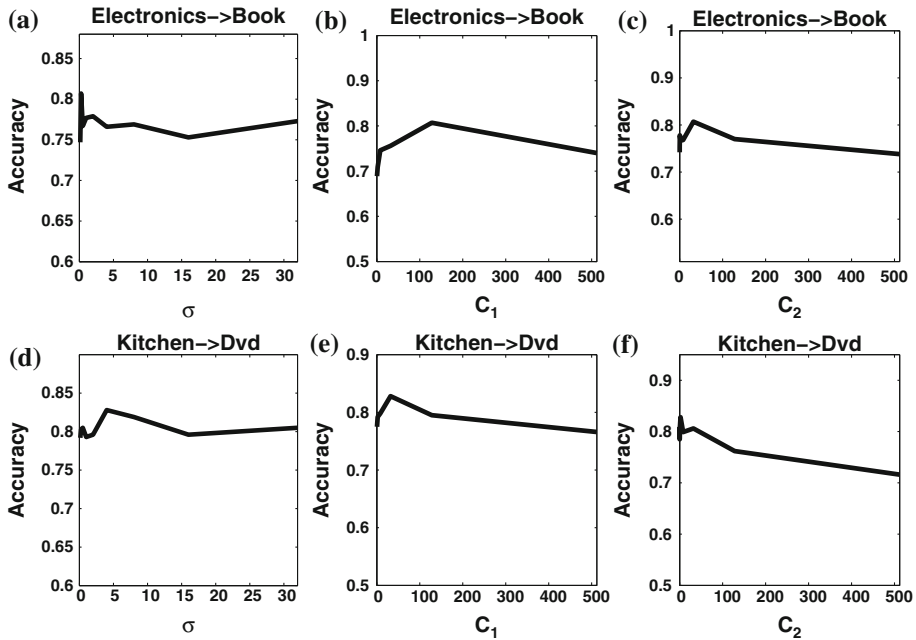 (a) Electronics->Book
0.85
0.8
0.75
0.7
0.65
0.6
Accuracy
0 5 10 15 20 25 30
σ
(b) Electronics->Book
1
0.9
0.8
0.7
0.6
0.5
Accuracy
0 100 200 300 400 500
C1
(c) Electronics->Book
1
0.9
0.8
0.7
0.6
Accuracy
0 100 200 300 400 500
C2
(d) Kitchen->Dvd
0.85
0.8
0.75
0.7
0.65
0.6
Accuracy
0 5 10 15 20 25 30
σ
(e) Kitchen->Dvd
0.9
0.8
0.7
0.6
0.5
Accuracy
0 100 200 300 400 500
C1
(f) Kitchen->Dvd
0.9
0.8
0.7
0.6
0.5
Accuracy
0 100 200 300 400 500
C2